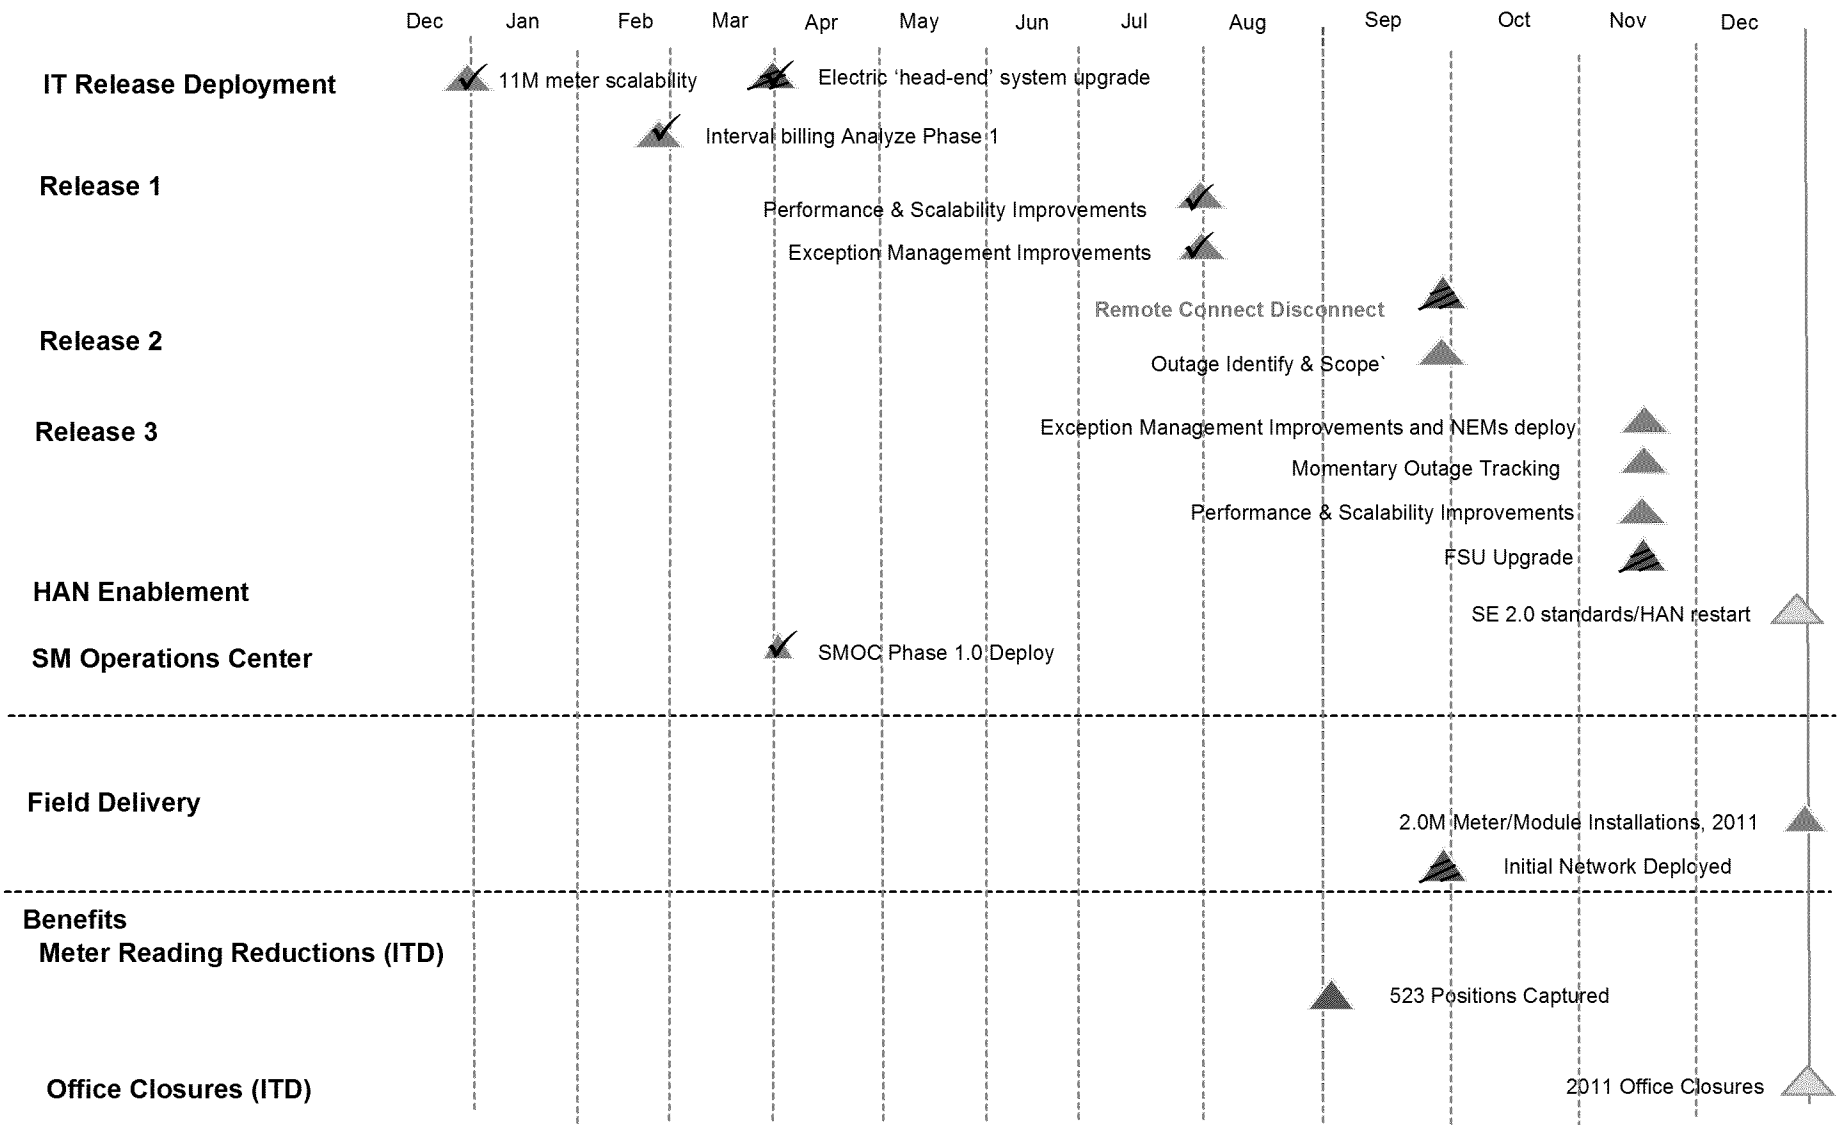 Dec Jan Feb Mar Apr May Jun Jul Aug Sep Oct Nov Dec
IT Release Deployment
11M meter scalability
Electric ‘head-end’ system upgrade
Interval billing Analyze Phase 1
Release 1
Performance & Scalability Improvements
Exception Management Improvements
Remote Connect Disconnect
Release 2
Outage Identify & Scope`
Release 3
Exception Management Improvements and NEMs deploy
Momentary Outage Tracking
Performance & Scalability Improvements
FSU Upgrade
HAN Enablement
SE 2.0 standards/HAN restart
SM Operations Center
SMOC Phase 1.0 Deploy
Field Delivery
2.0M Meter/Module Installations, 2011
Initial Network Deployed
Benefits
Meter Reading Reductions (ITD)
523 Positions Captured
Office Closures (ITD)
2011 Office Closures